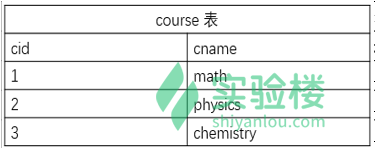 course 表
cid cname
1 math
2 physics
3 chemistry
实验楼
shiyanlou.com